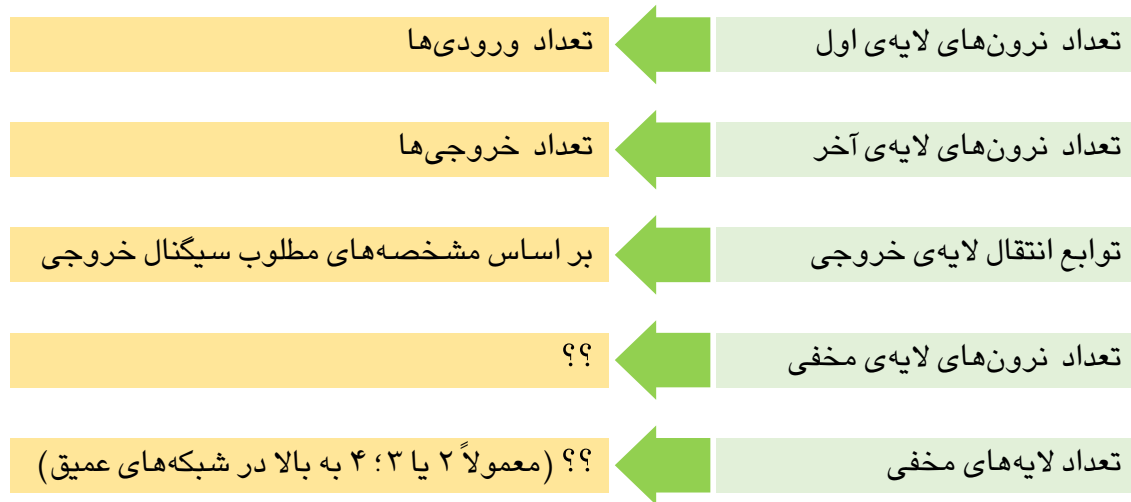 تعداد نرون‌های لایه‌ی اول
تعداد ورودی‌ها
تعداد نرون‌های لایه‌ی آخر
تعداد خروجی‌ها
توابع انتقال لایه‌ی خروجی
بر اساس مشخصه‌های مطلوب سیگنال خروجی
تعداد نرون‌های لایه‌ی مخفی
؟؟
تعداد لایه‌های مخفی
؟؟ (معمولاً ۲ یا ۳؛ ۴ به بالا در شبکه‌های عمیق)